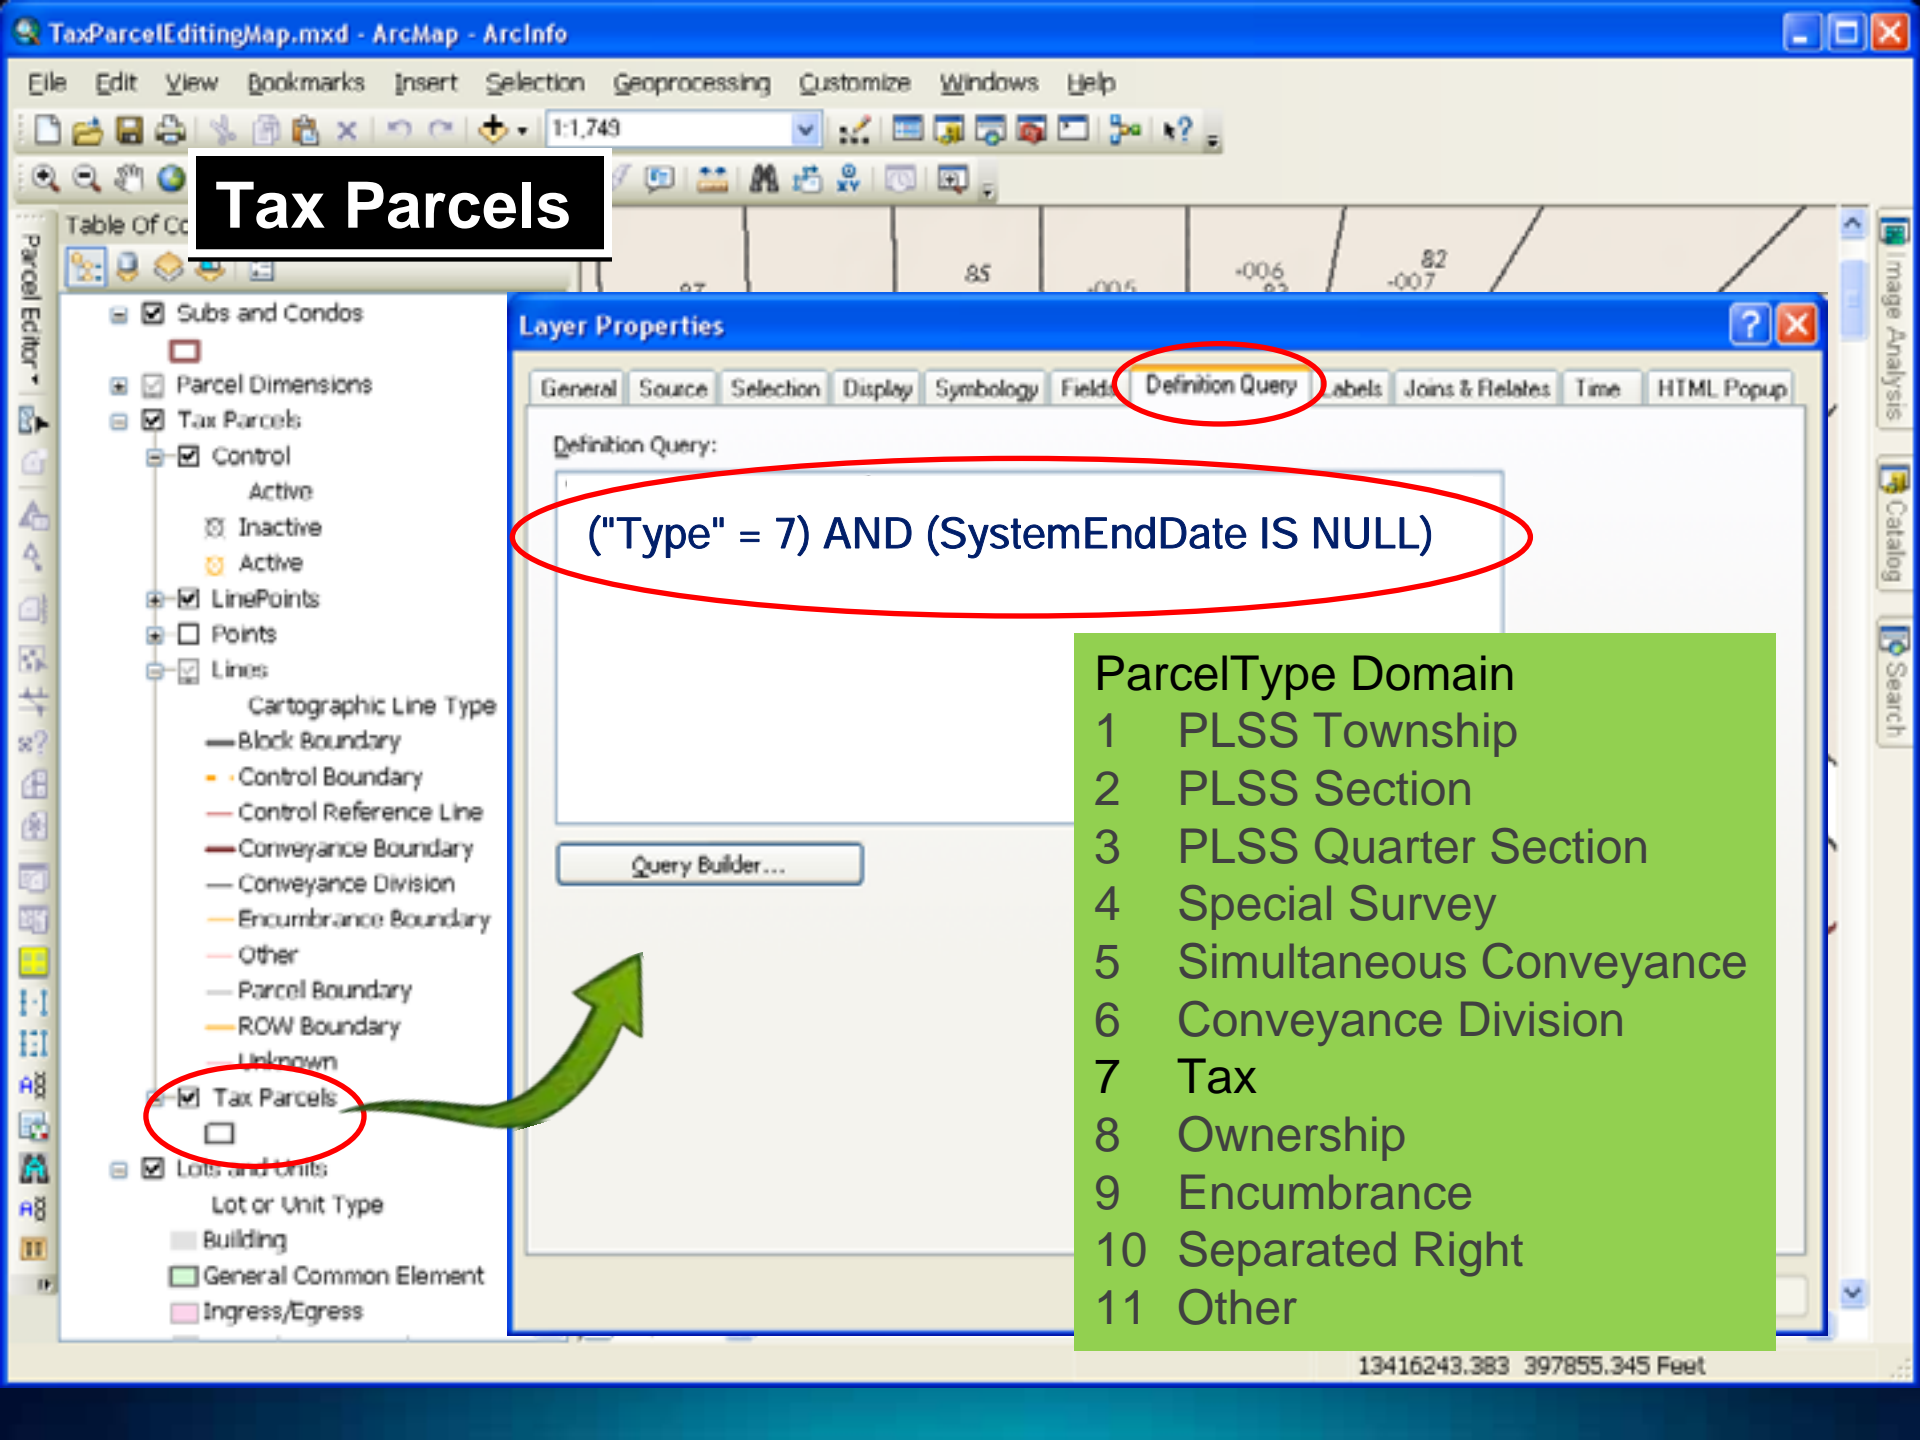 TaxParcelEditingMap.mxd - ArcMap - ArcInfo
File Edit View Bookmarks Insert Selection Geoprocessing Customize Windows Help
1:1,749
Tax Parcels
Table Of Co
85
-005
-006
82
-007
Parcel Editor
Image Analysis
Catalog
Search
Subs and Condos
Parcel Dimensions
Tax Parcels
Control
Active
Inactive
Active
LinePoints
Points
Lines
Cartographic Line Type
Block Boundary
Control Boundary
Control Reference Line
Conveyance Boundary
Conveyance Division
Encumbrance Boundary
Other
Parcel Boundary
ROW Boundary
Unknown
Tax Parcels
Lots and Units
Lot or Unit Type
Building
General Common Element
Ingress/Egress
Layer Properties
General Source Selection Display Symbology Fields Definition Query Labels Joins & Relates Time HTML Popup
Definition Query:
("Type" = 7) AND (SystemEndDate IS NULL)
Query Builder...
ParcelType Domain
1 PLSS Township
2 PLSS Section
3 PLSS Quarter Section
4 Special Survey
5 Simultaneous Conveyance
6 Conveyance Division
7 Tax
8 Ownership
9 Encumbrance
10 Separated Right
11 Other
13416243.383 397855.345 Feet